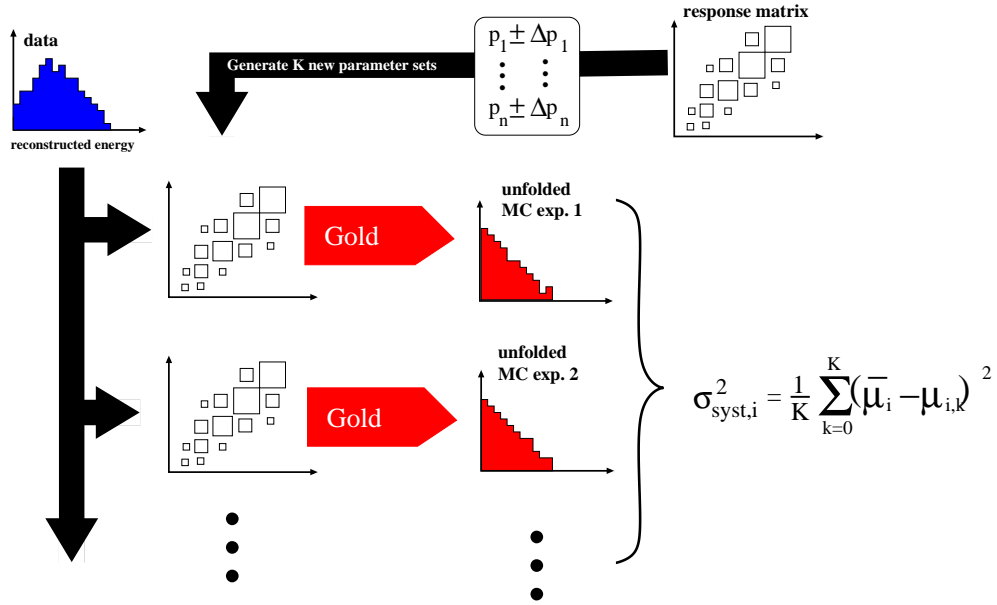 data
reconstructed energy
Generate K new parameter sets
p₁ ± Δp₁
⋮ ⋮
pₙ ± Δpₙ
response matrix
Gold
unfolded
MC exp. 1
Gold
unfolded
MC exp. 2
σ²syst,i = 1/K ∑ₖ₌₀ᴷ (μ̄ᵢ − μᵢ,ₖ)²